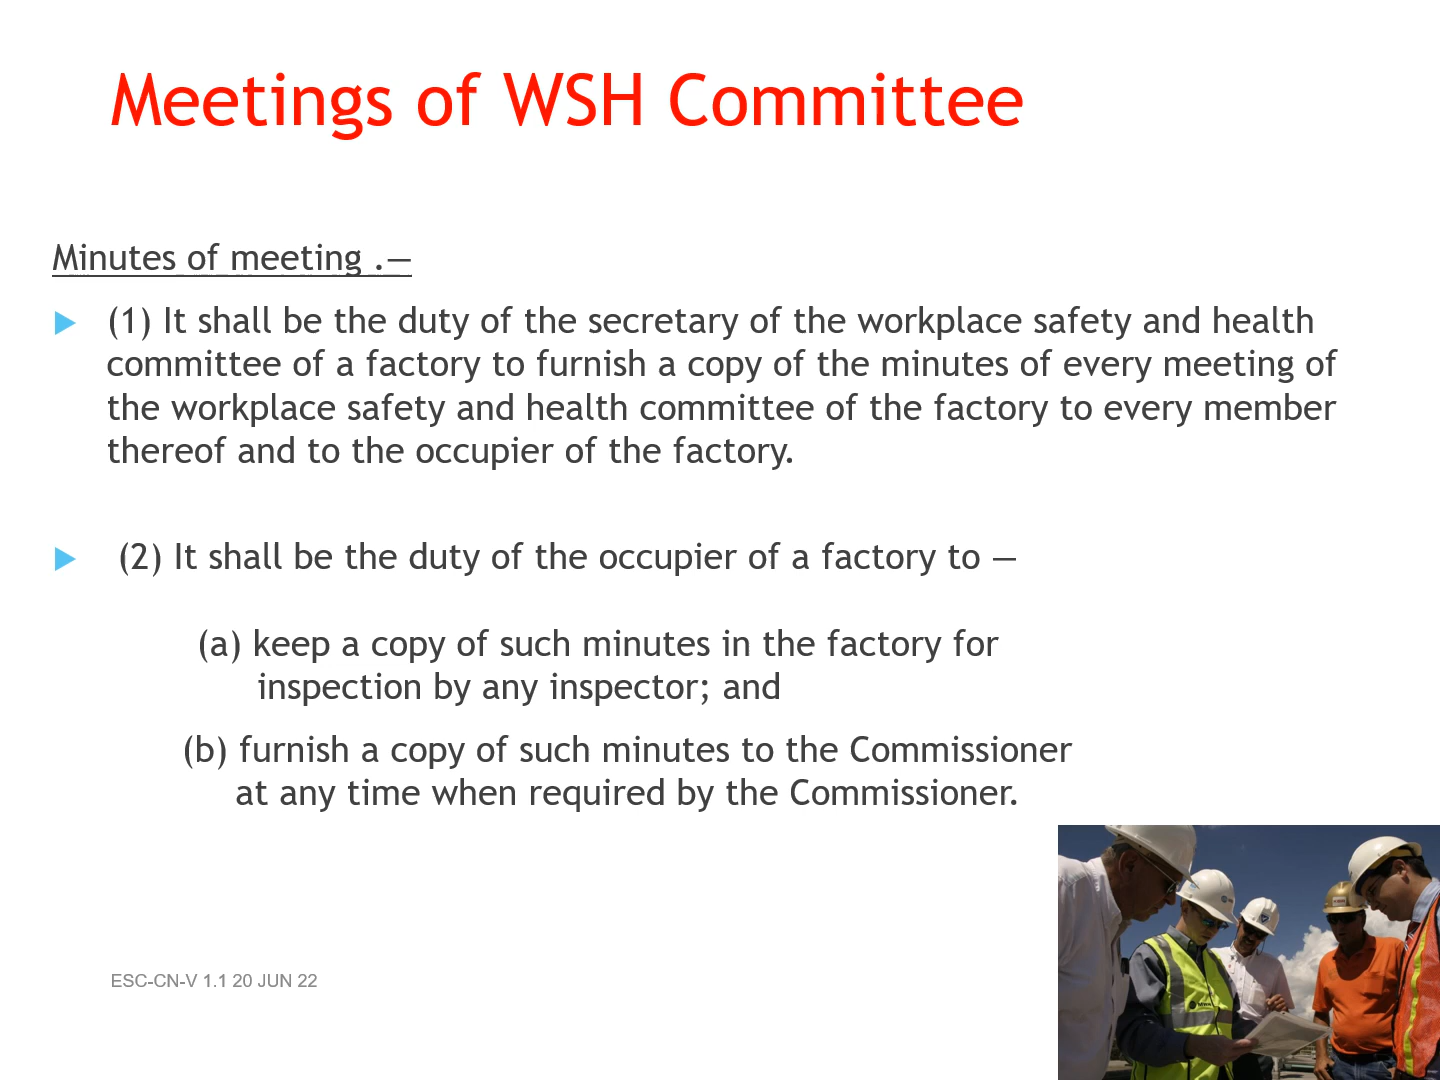 Meetings of WSH Committee
Minutes of meeting .—
(1) It shall be the duty of the secretary of the workplace safety and health
committee of a factory to furnish a copy of the minutes of every meeting of
the workplace safety and health committee of the factory to every member
thereof and to the occupier of the factory.
(2) It shall be the duty of the occupier of a factory to —
(a) keep a copy of such minutes in the factory for
inspection by any inspector; and
(b) furnish a copy of such minutes to the Commissioner
at any time when required by the Commissioner.
ESC-CN-V 1.1 20 JUN 22